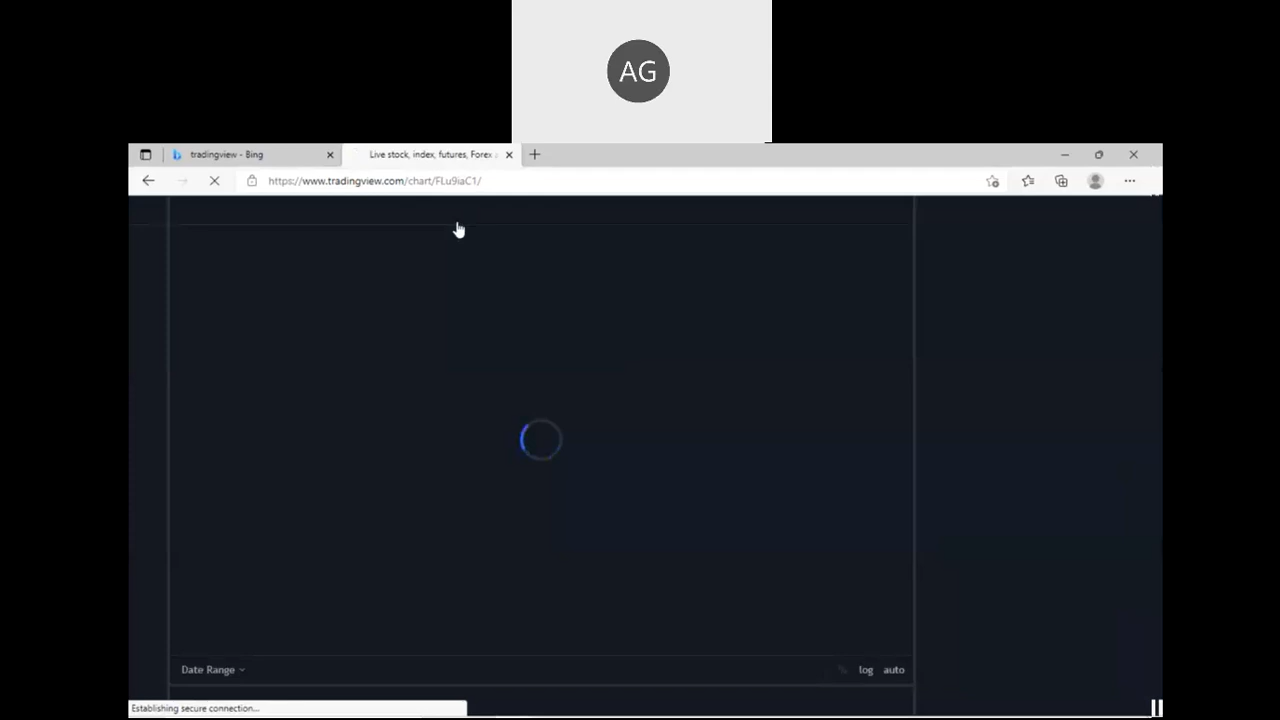 AG
tradingview - Bing
Live stock, index, futures, Forex
https://www.tradingview.com/chart/FLu9iaC1/
Date Range
% log auto
Establishing secure connection...